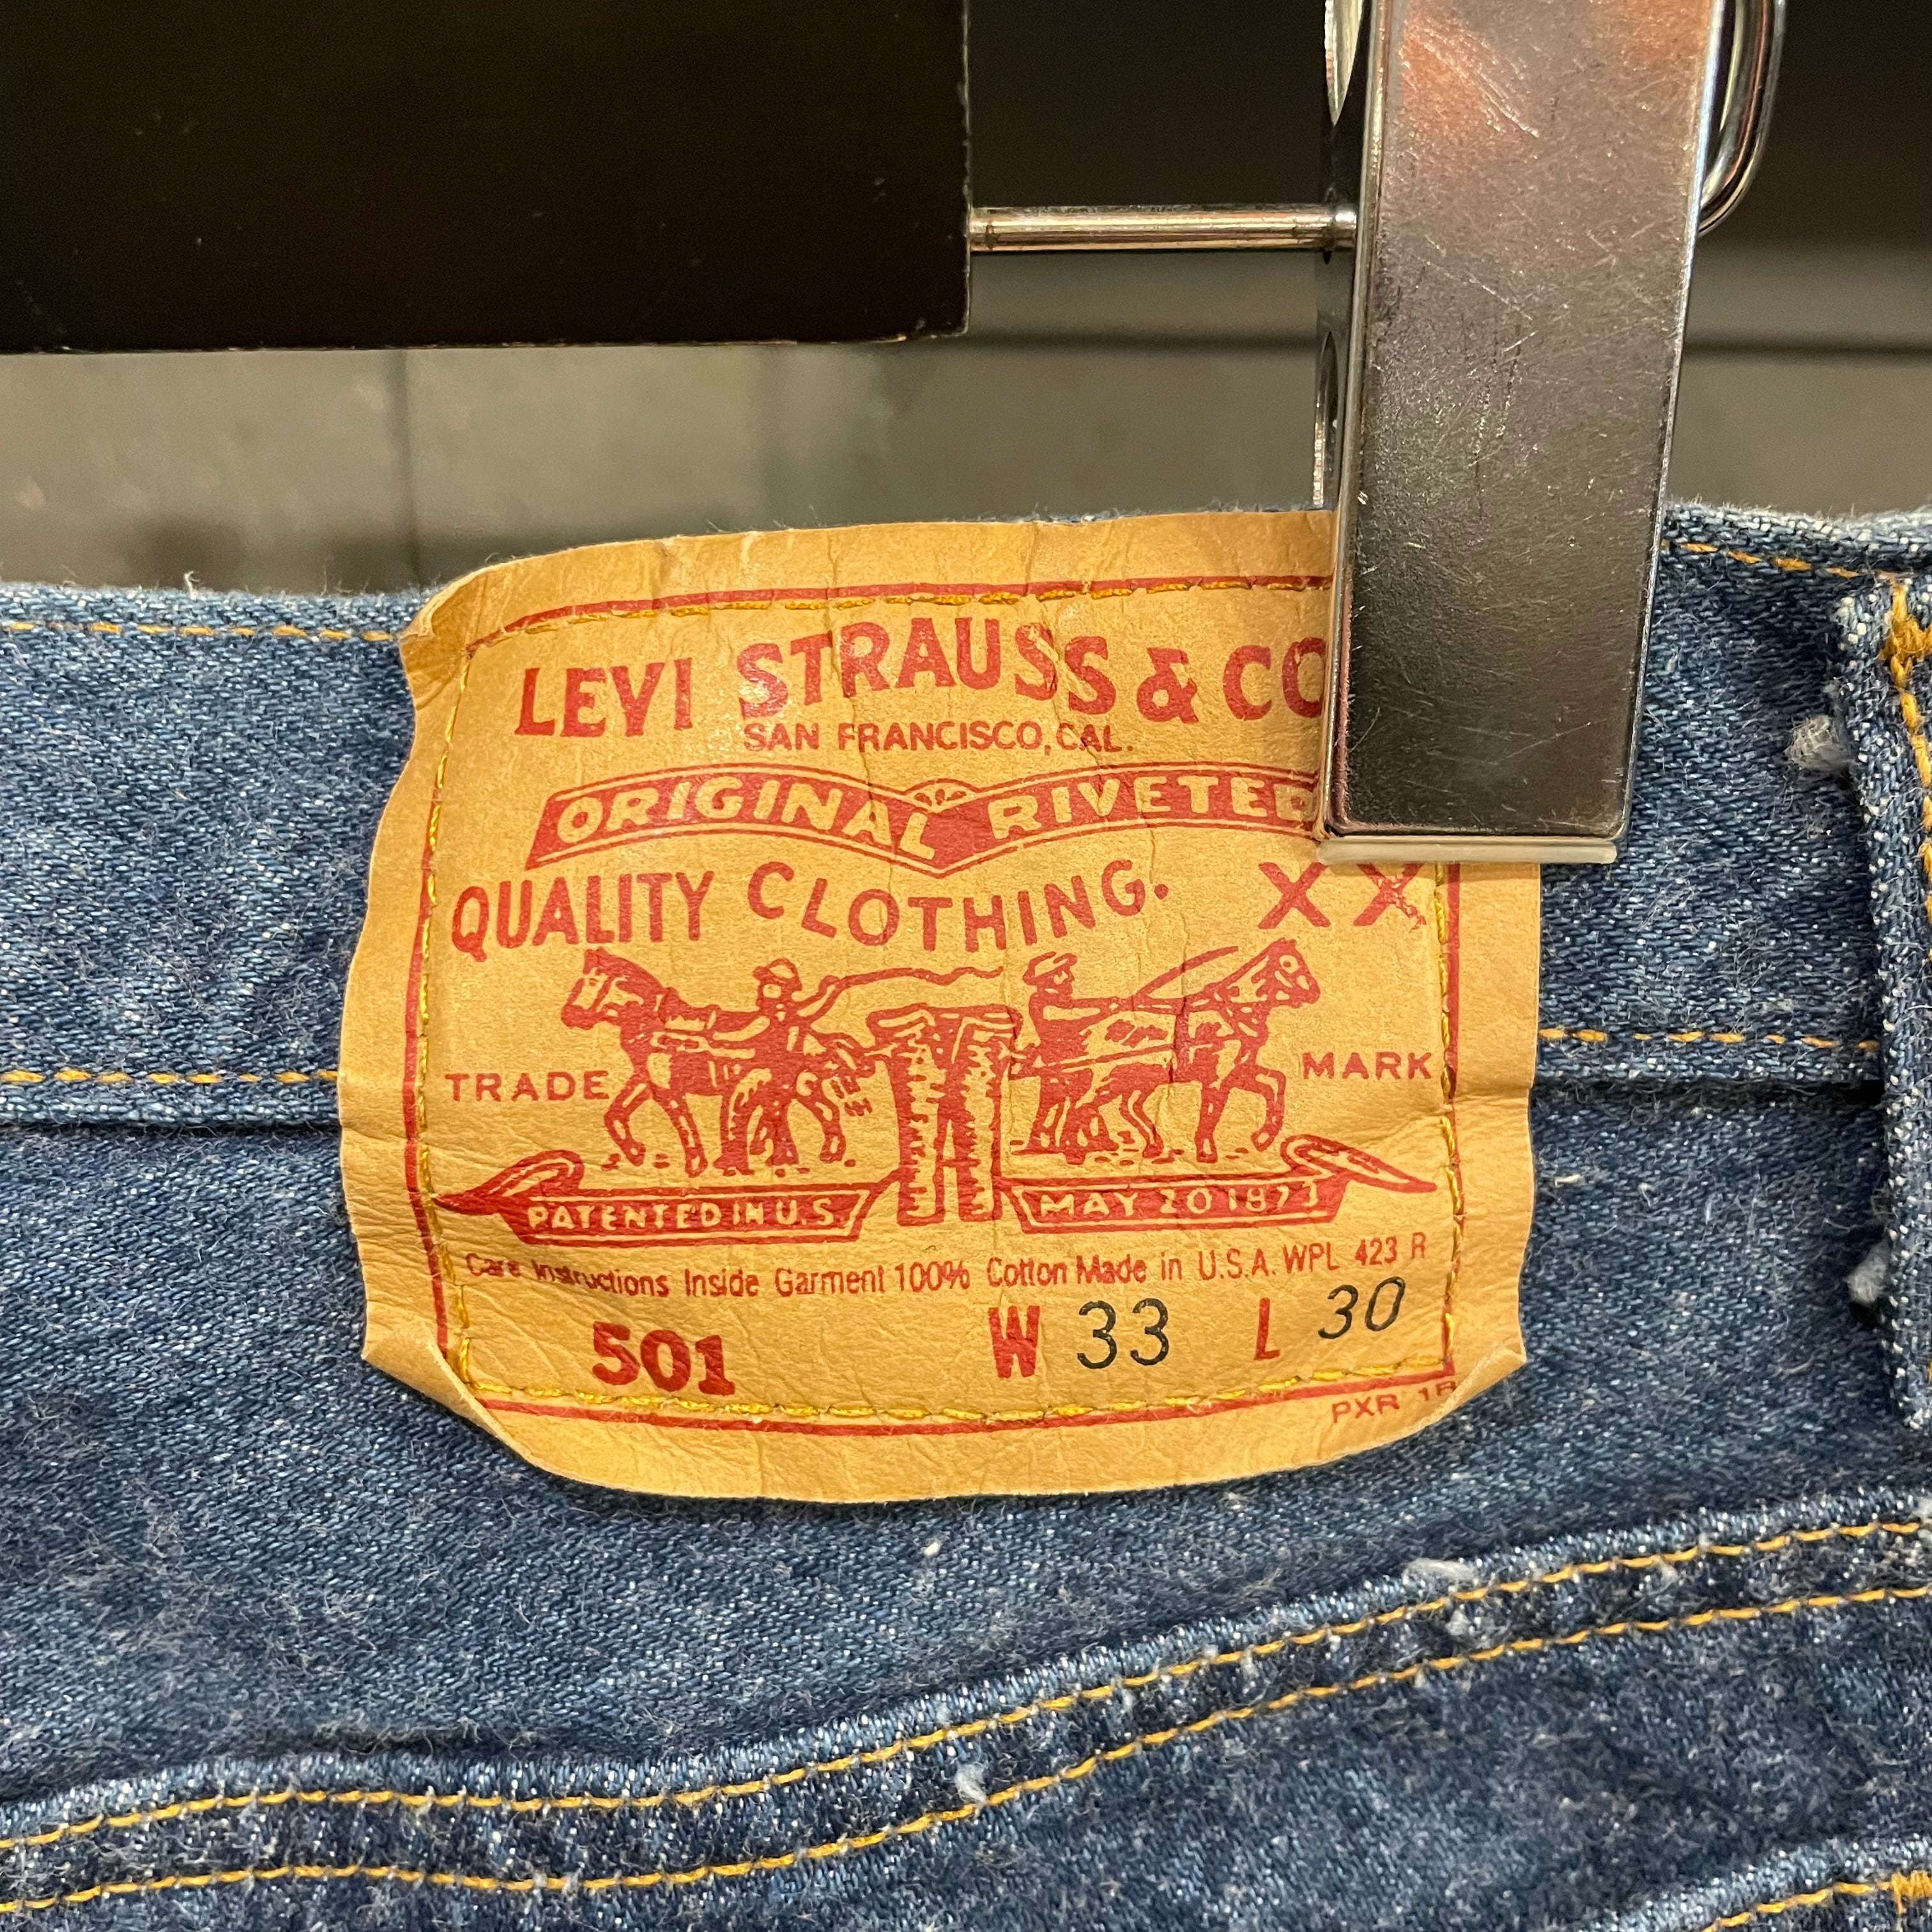 LEVI STRAUSS & CO
SAN FRANCISCO, CAL.
ORIGINAL RIVETED
QUALITY CLOTHING. XX
TRADE MARK
PATENTED IN U.S. MAY 20 1873
Care Instructions Inside Garment 100% Cotton Made in U.S.A. WPL 423 R
501 W 33 L 30
PXR